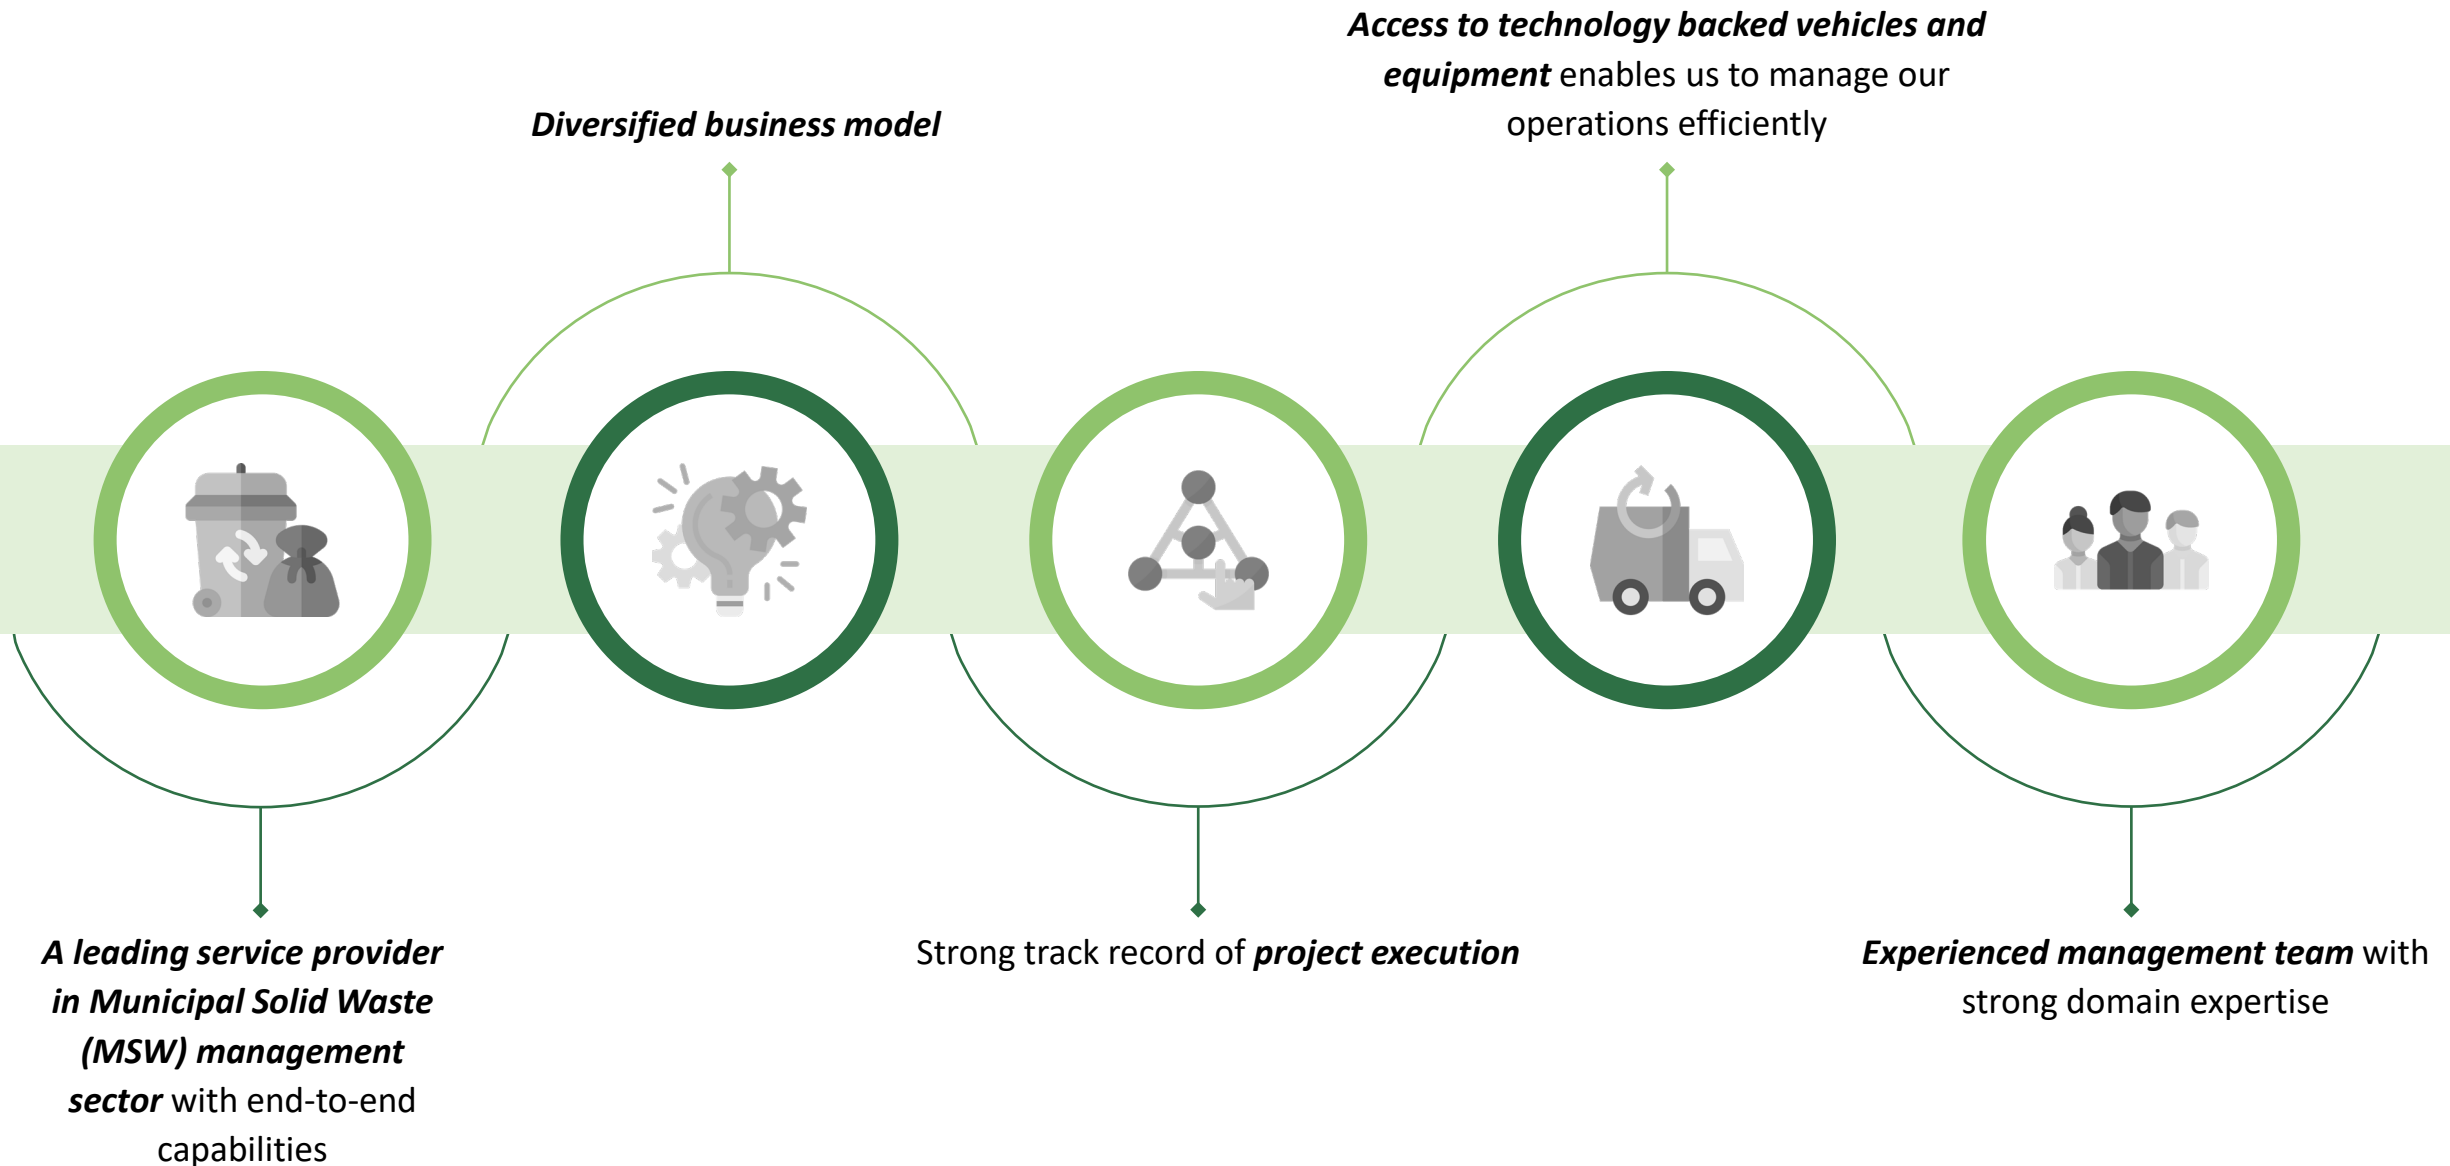 A leading service provider
in Municipal Solid Waste
(MSW) management
sector with end-to-end
capabilities
Diversified business model
Strong track record of project execution
Access to technology backed vehicles and
equipment enables us to manage our
operations efficiently
Experienced management team with
strong domain expertise